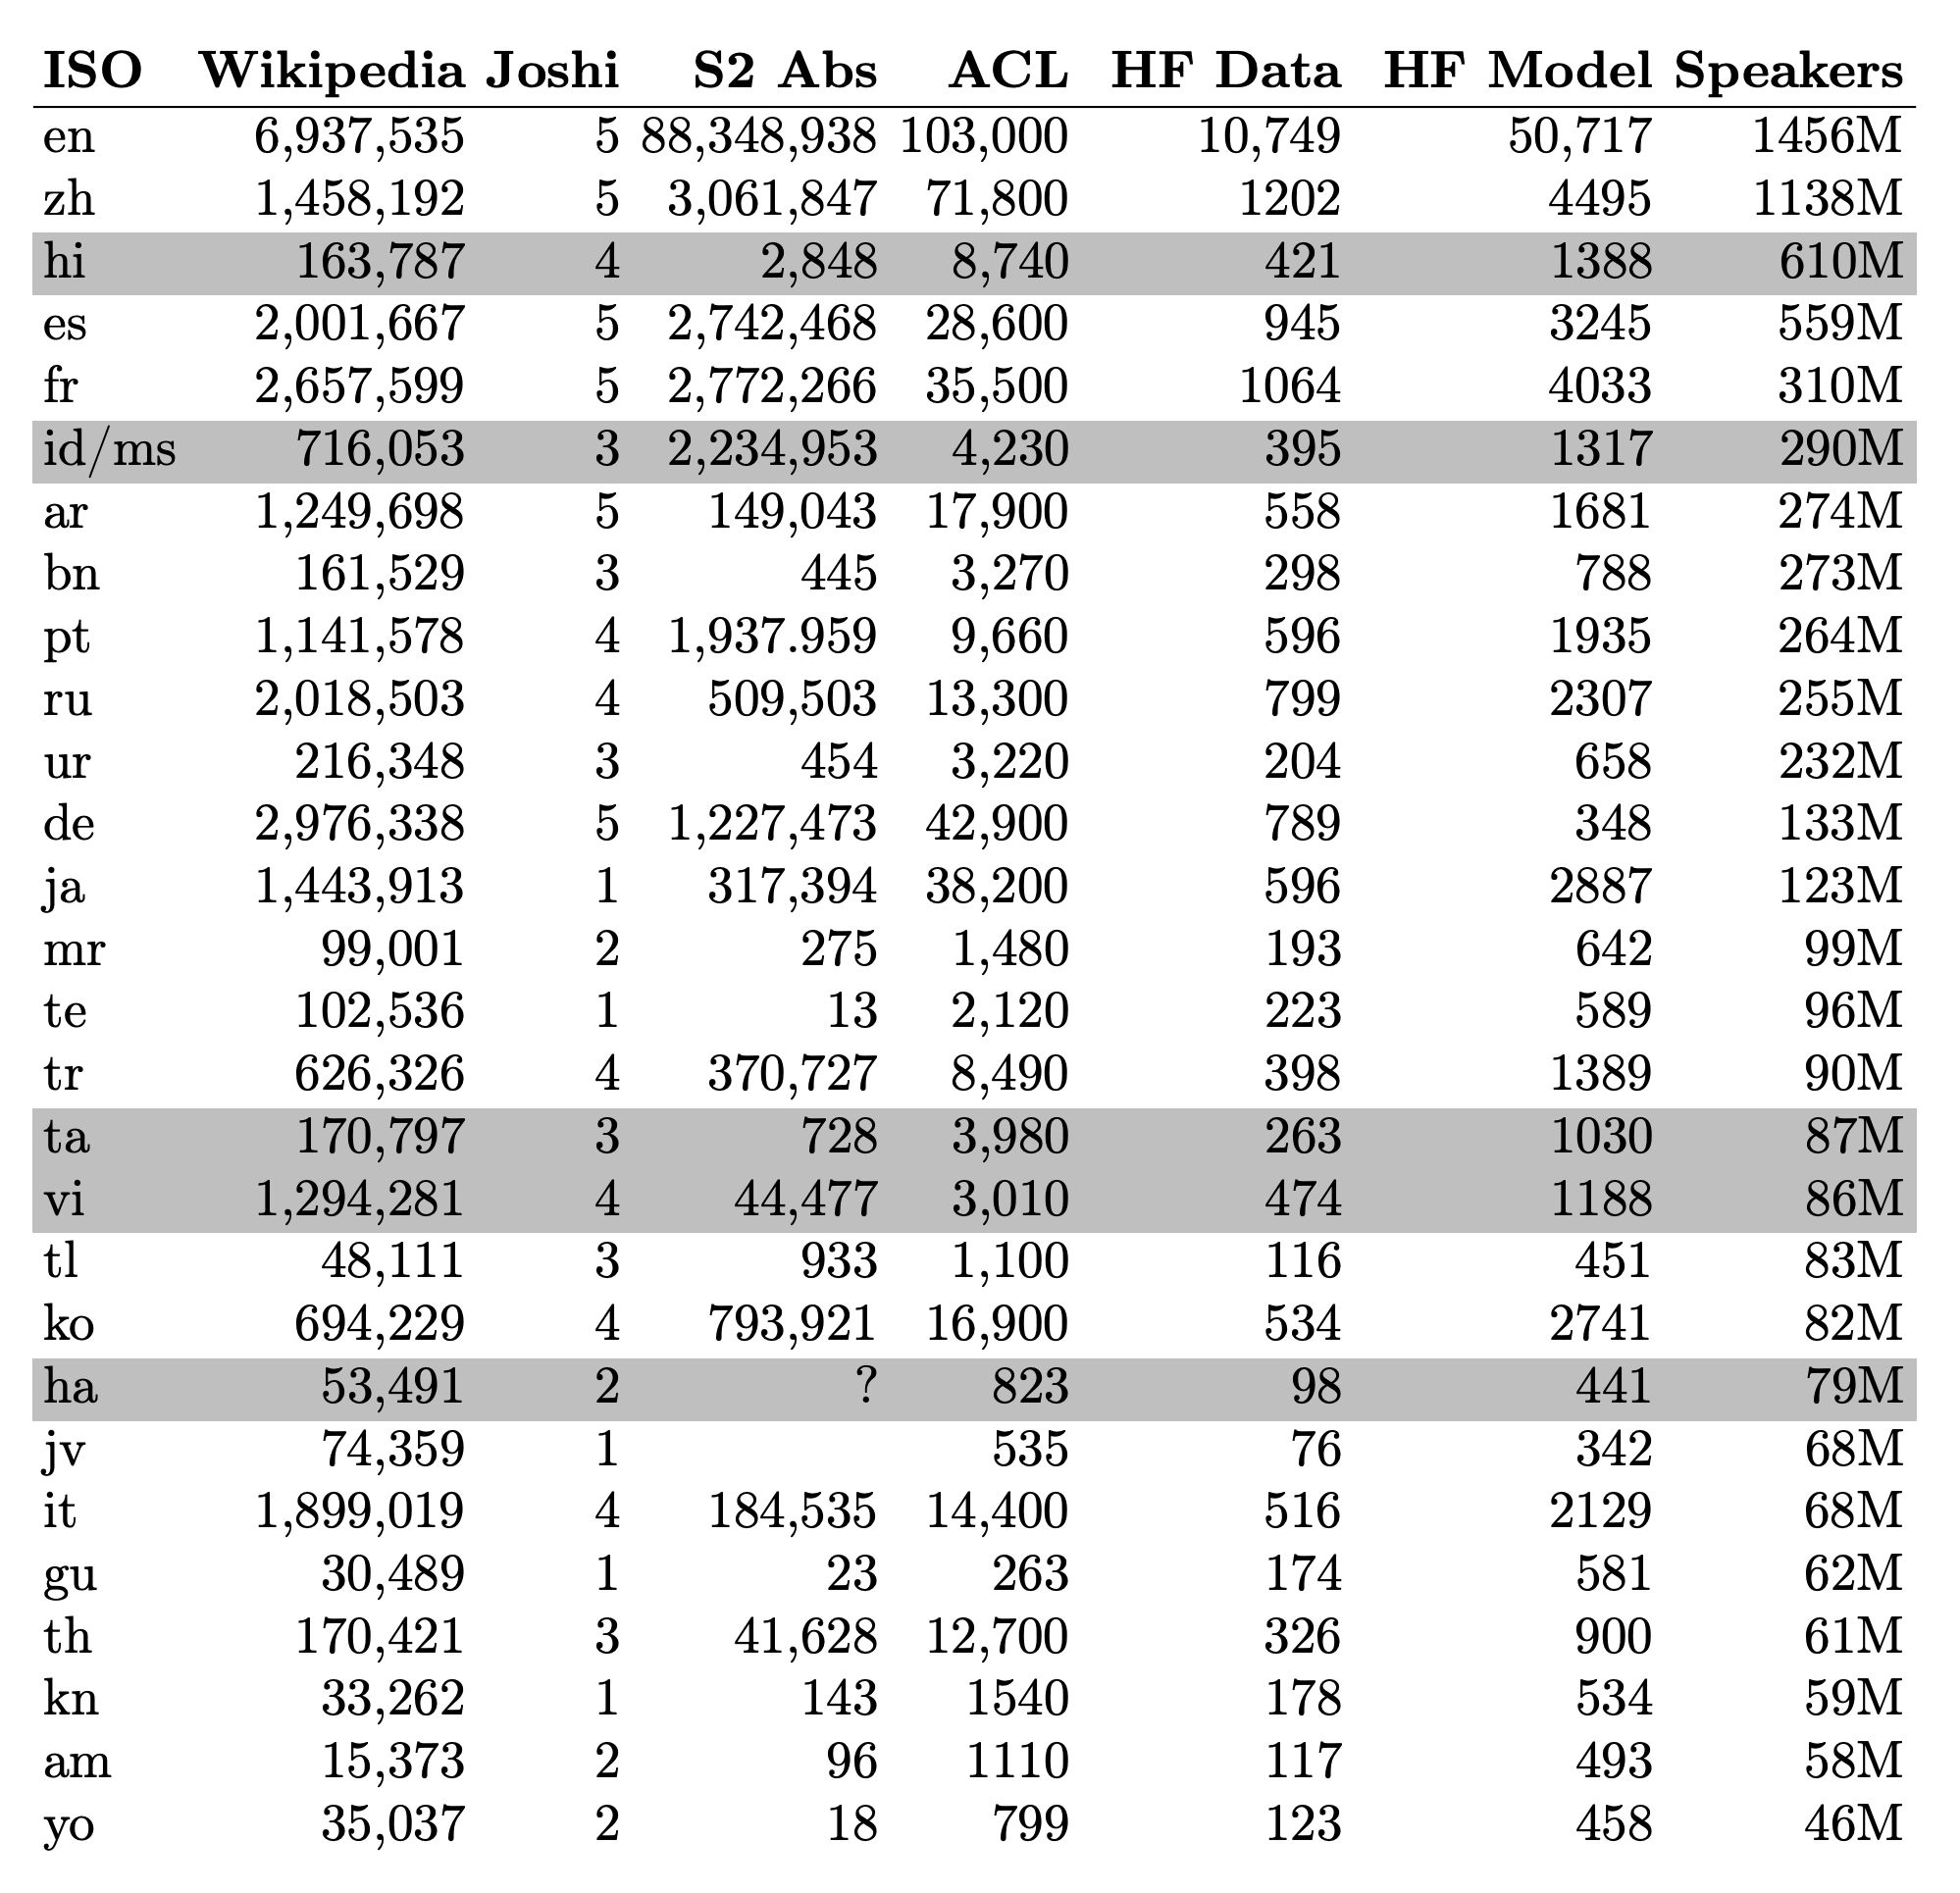 ISO Wikipedia Joshi S2 Abs ACL HF Data HF Model Speakers
en 6,937,535 5 88,348,938 103,000 10,749 50,717 1456M
zh 1,458,192 5 3,061,847 71,800 1202 4495 1138M
hi 163,787 4 2,848 8,740 421 1388 610M
es 2,001,667 5 2,742,468 28,600 945 3245 559M
fr 2,657,599 5 2,772,266 35,500 1064 4033 310M
id/ms 716,053 3 2,234,953 4,230 395 1317 290M
ar 1,249,698 5 149,043 17,900 558 1681 274M
bn 161,529 3 445 3,270 298 788 273M
pt 1,141,578 4 1,937.959 9,660 596 1935 264M
ru 2,018,503 4 509,503 13,300 799 2307 255M
ur 216,348 3 454 3,220 204 658 232M
de 2,976,338 5 1,227,473 42,900 789 348 133M
ja 1,443,913 1 317,394 38,200 596 2887 123M
mr 99,001 2 275 1,480 193 642 99M
te 102,536 1 13 2,120 223 589 96M
tr 626,326 4 370,727 8,490 398 1389 90M
ta 170,797 3 728 3,980 263 1030 87M
vi 1,294,281 4 44,477 3,010 474 1188 86M
tl 48,111 3 933 1,100 116 451 83M
ko 694,229 4 793,921 16,900 534 2741 82M
ha 53,491 2 ? 823 98 441 79M
jv 74,359 1 535 76 342 68M
it 1,899,019 4 184,535 14,400 516 2129 68M
gu 30,489 1 23 263 174 581 62M
th 170,421 3 41,628 12,700 326 900 61M
kn 33,262 1 143 1540 178 534 59M
am 15,373 2 96 1110 117 493 58M
yo 35,037 2 18 799 123 458 46M